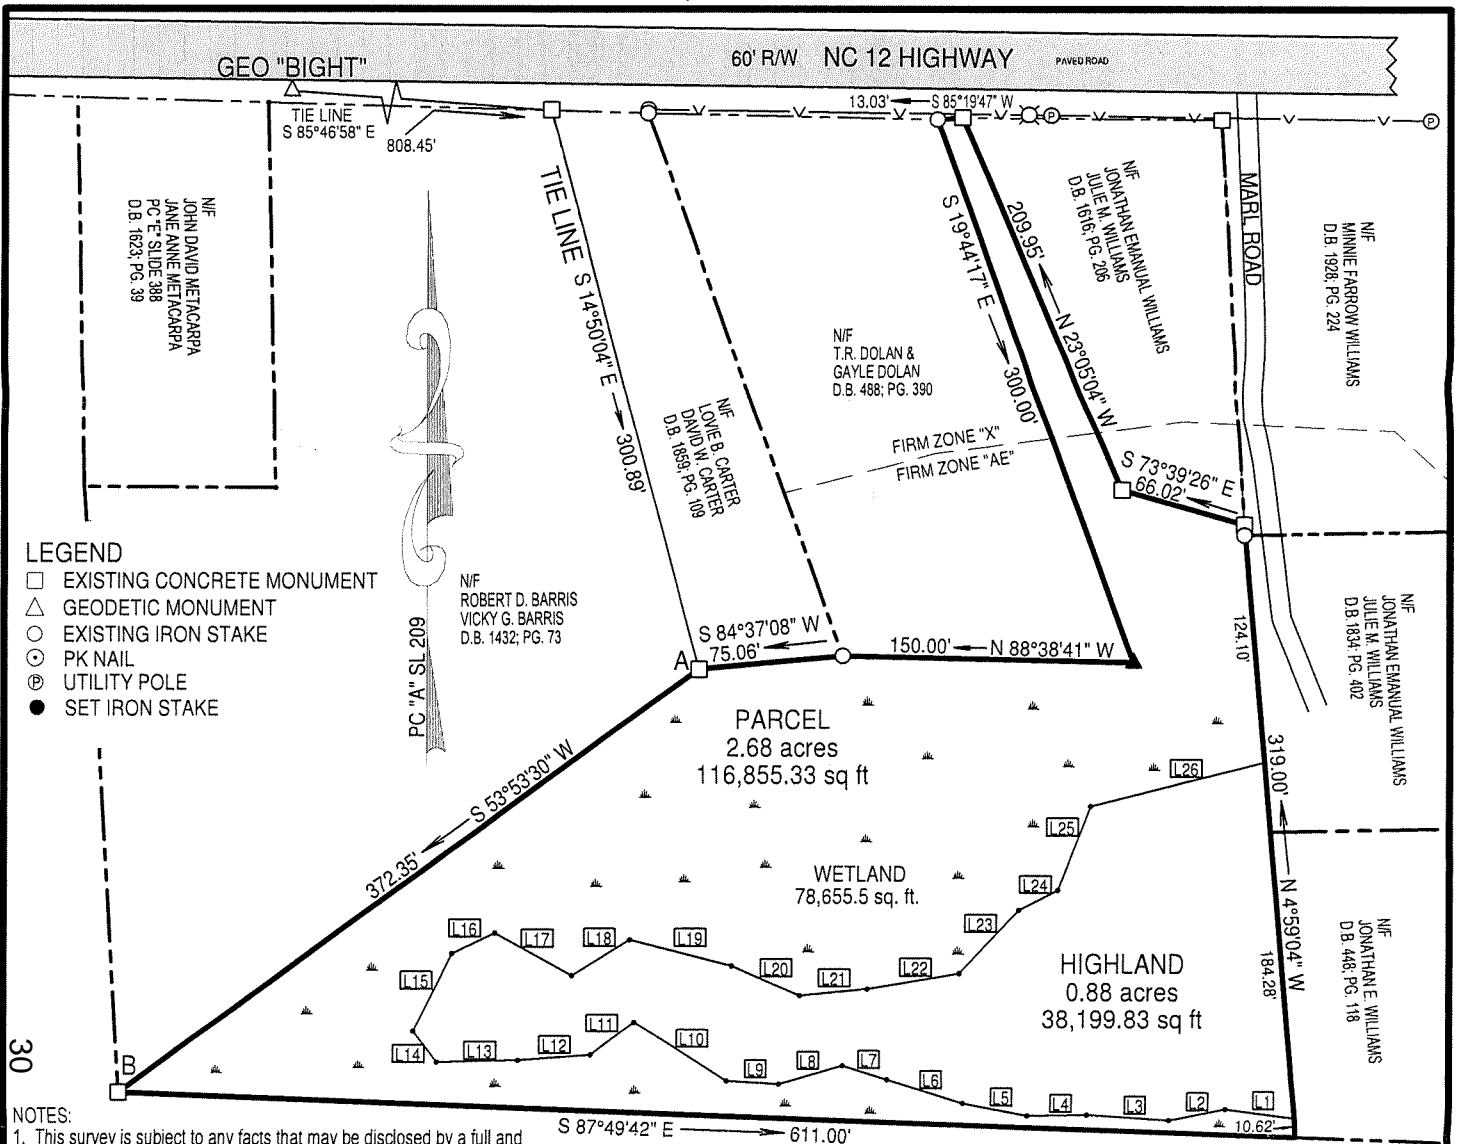 GEO "BIGHT"
60' R/W NC 12 HIGHWAY
PAVED ROAD
TIE LINE
S 85°46'58" E
808.45'
13.03'
S 85°19'47" W
N/F
JOHN DAVID METACARPA
JANE ANNE METACARPA
PC "E" SLIDE 388
D.B. 1623; PG. 39
TIE LINE S 14°50'04" E
300.89'
N/F
LOVIE B. CARTER
DAVID W. CARTER
D.B. 1859; PG. 109
N/F
T.R. DOLAN &
GAYLE DOLAN
D.B. 488; PG. 390
S 19°44'17" E
300.00'
209.95'
N 23°05'04" W
N/F
JONATHAN EMANUAL WILLIAMS
JULIE M. WILLIAMS
D.B. 1616; PG. 206
MARL ROAD
N/F
MINNIE FARROW WILLIAMS
D.B. 1928; PG. 224
FIRM ZONE "X"
FIRM ZONE "AE"
S 73°39'26" E
66.02'
LEGEND
EXISTING CONCRETE MONUMENT
GEODETIC MONUMENT
EXISTING IRON STAKE
PK NAIL
P UTILITY POLE
SET IRON STAKE
PC "A" SL 209
N/F
ROBERT D. BARRIS
VICKY G. BARRIS
D.B. 1432; PG. 73
A
S 84°37'08" W
75.06'
150.00'
N 88°38'41" W
124.10'
N/F
JONATHAN EMANUAL WILLIAMS
JULIE M. WILLIAMS
D.B.1834; PG. 402
PARCEL
2.68 acres
116,855.33 sq ft
S 53°53'30" W
372.35'
319.00'
N 4°59'04" W
184.28'
WETLAND
78,655.5 sq. ft.
HIGHLAND
0.88 acres
38,199.83 sq ft
N/F
JONATHAN E. WILLIAMS
D.B. 448; PG. 118
L26
L25
L24
L23
L22
L21
L20
L19
L18
L17
L16
L15
L14
L13
L12
L11
L10
L9
L8
L7
L6
L5
L4
L3
L2
L1
10.62'
30
B
S 87°49'42" E
611.00'
NOTES:
1. This survey is subject to any facts that may be disclosed by a full and